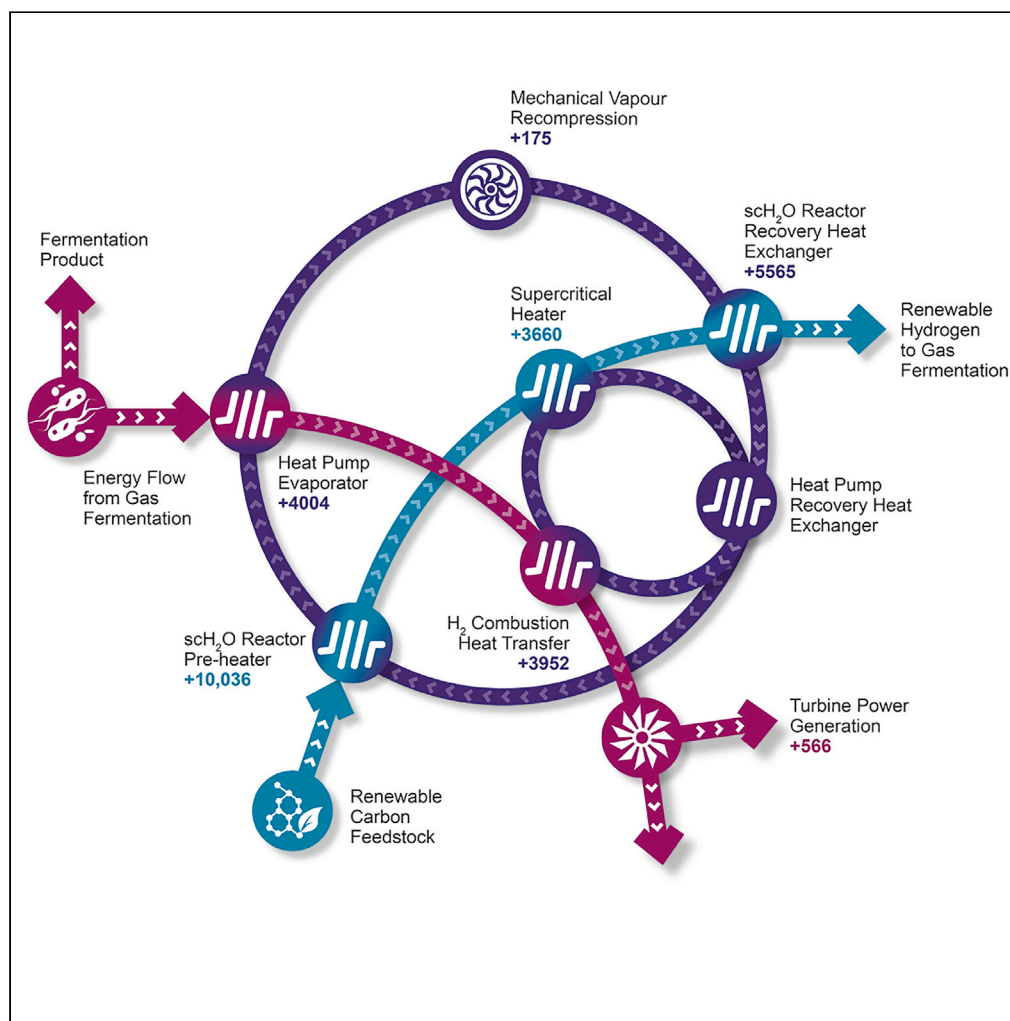 Mechanical Vapour
Recompression
+175
scH₂O Reactor
Recovery Heat
Exchanger
+5565
Fermentation
Product
Supercritical
Heater
+3660
Renewable
Hydrogen
to Gas
Fermentation
Energy Flow
from Gas
Fermentation
Heat Pump
Evaporator
+4004
Heat Pump
Recovery Heat
Exchanger
scH₂O Reactor
Pre-heater
+10,036
H₂ Combustion
Heat Transfer
+3952
Turbine Power
Generation
+566
Renewable
Carbon
Feedstock